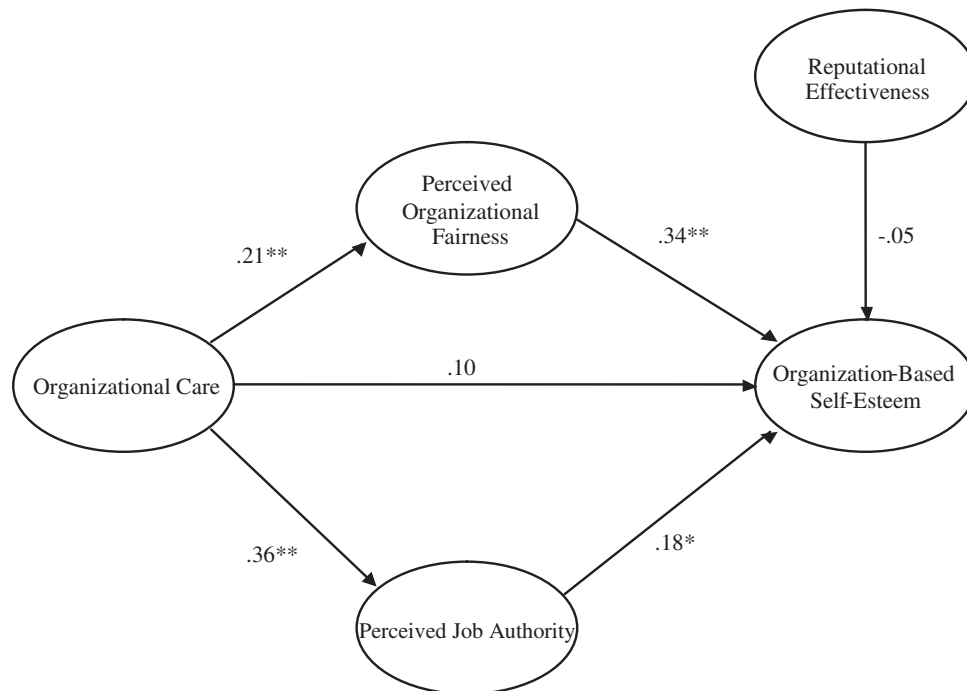 Reputational
Effectiveness
Perceived
Organizational
Fairness
.21**
.34**
-.05
Organizational Care
.10
Organization-Based
Self-Esteem
.36**
.18*
Perceived Job Authority